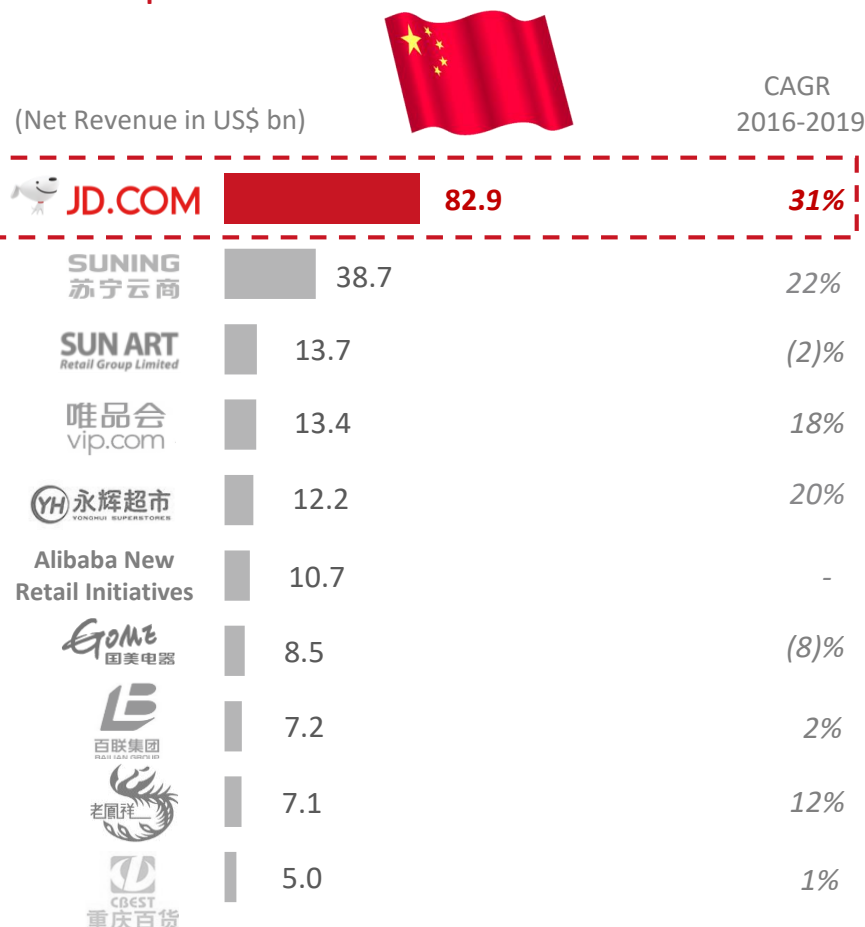 (Net Revenue in US$ bn)
CAGR
2016-2019
JD.COM 82.9 31%
SUNING
苏宁云商
38.7 22%
SUN ART
Retail Group Limited
13.7 (2)%
唯品会
vip.com
13.4 18%
YH 永辉超市
YONGHUI SUPERSTORES
12.2 20%
Alibaba New
Retail Initiatives
10.7 -
GOME
国美电器
8.5 (8)%
百联集团
BAILIAN GROUP
7.2 2%
老鳳祥
7.1 12%
CBEST
重庆百货
5.0 1%